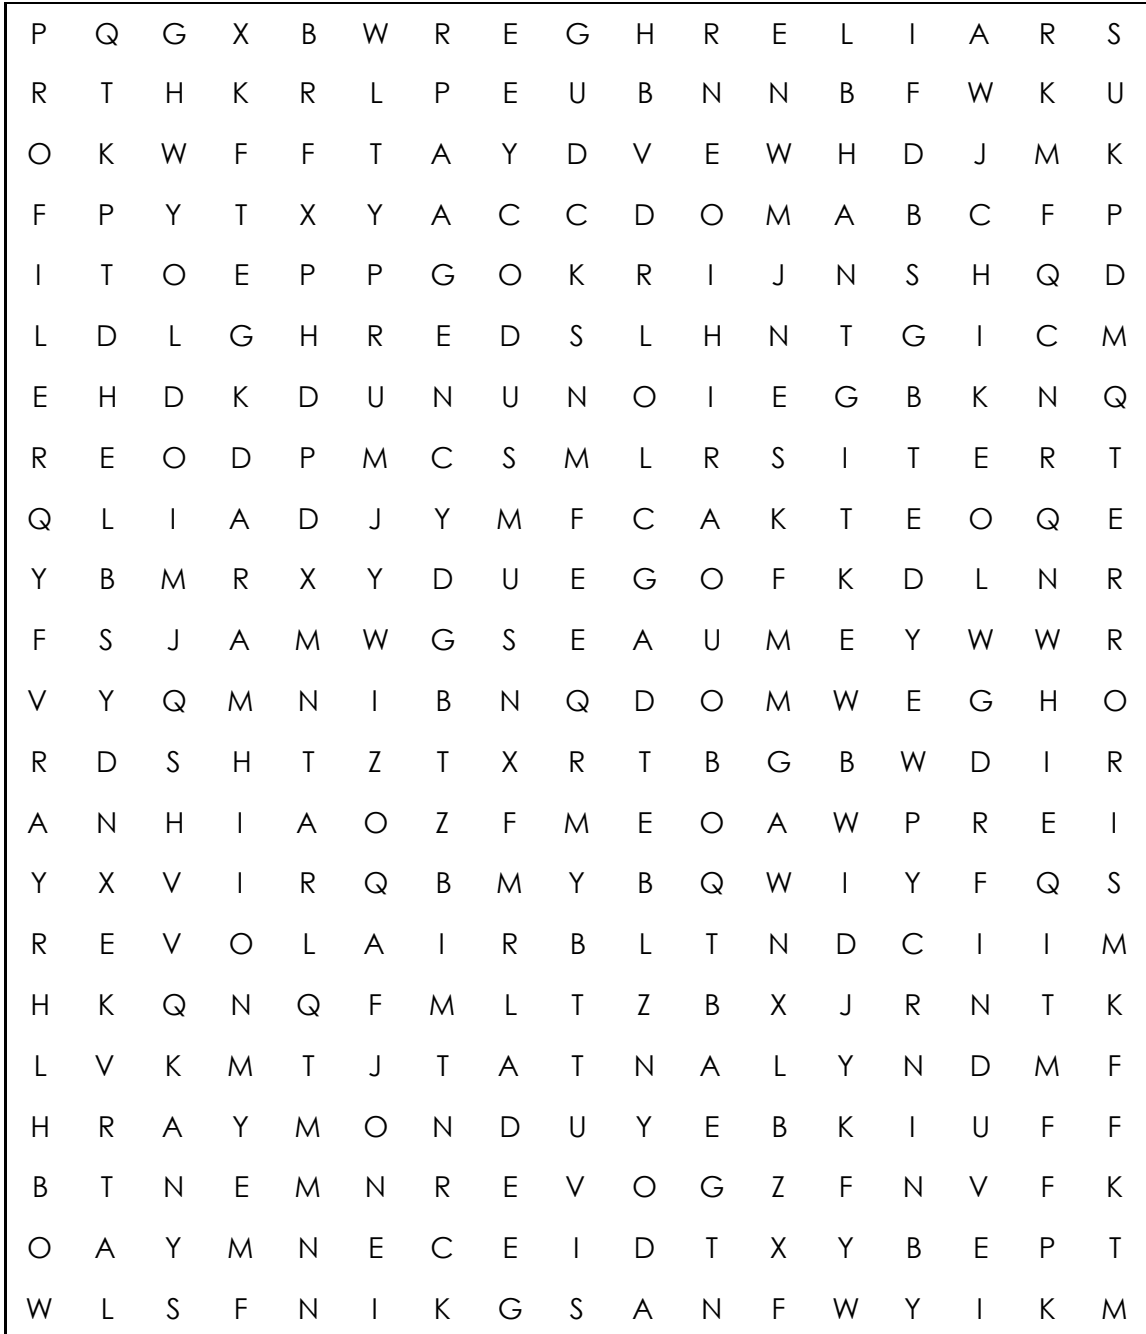 P Q G X B W R E G H R E L I A R S
R T H K R L P E U B N N B F W K U
O K W F F T A Y D V E W H D J M K
F P Y T X Y A C C D O M A B C F P
I T O E P P G O K R I J N S H Q D
L D L G H R E D S L H N T G I C M
E H D K D U N U N O I E G B K N Q
R E O D P M C S M L R S I T E R T
Q L I A D J Y M F C A K T E O Q E
Y B M R X Y D U E G O F K D L N R
F S J A M W G S E A U M E Y W W R
V Y Q M N I B N Q D O M W E G H O
R D S H T Z T X R T B G B W D I R
A N H I A O Z F M E O A W P R E I
Y X V I R Q B M Y B Q W I Y F Q S
R E V O L A I R B L T N D C I I M
H K Q N Q F M L T Z B X J R N T K
L V K M T J T A T N A L Y N D M F
H R A Y M O N D U Y E B K I U F F
B T N E M N R E V O G Z F N V F K
O A Y M N E C E I D T X Y B E P T
W L S F N I K G S A N F W Y I K M